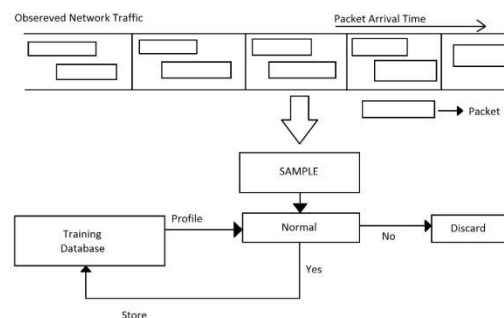 Obsereved Network Traffic
Packet Arrival Time
Packet
SAMPLE
Profile
Normal
No
Discard
Training
Database
Yes
Store